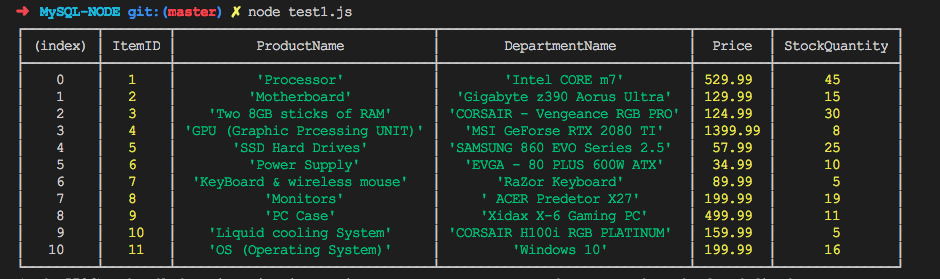 ➜ MySQL-NODE git:(master) ✗ node test1.js
(index) ItemID ProductName DepartmentName Price StockQuantity
0 1 'Processor' 'Intel CORE m7' 529.99 45
1 2 'Motherboard' 'Gigabyte z390 Aorus Ultra' 129.99 15
2 3 'Two 8GB sticks of RAM' 'CORSAIR - Vengeance RGB PRO' 124.99 30
3 4 'GPU (Graphic Prcessing UNIT)' 'MSI GeForse RTX 2080 TI' 1399.99 8
4 5 'SSD Hard Drives' 'SAMSUNG 860 EVO Series 2.5' 57.99 25
5 6 'Power Supply' 'EVGA - 80 PLUS 600W ATX' 34.99 10
6 7 'KeyBoard & wireless mouse' 'RaZor Keyboard' 89.99 5
7 8 'Monitors' ' ACER Predetor X27' 199.99 19
8 9 'PC Case' 'Xidax X-6 Gaming PC' 499.99 11
9 10 'Liquid cooling System' 'CORSAIR H100i RGB PLATINUM' 159.99 5
10 11 'OS (Operating System)' 'Windows 10' 199.99 16